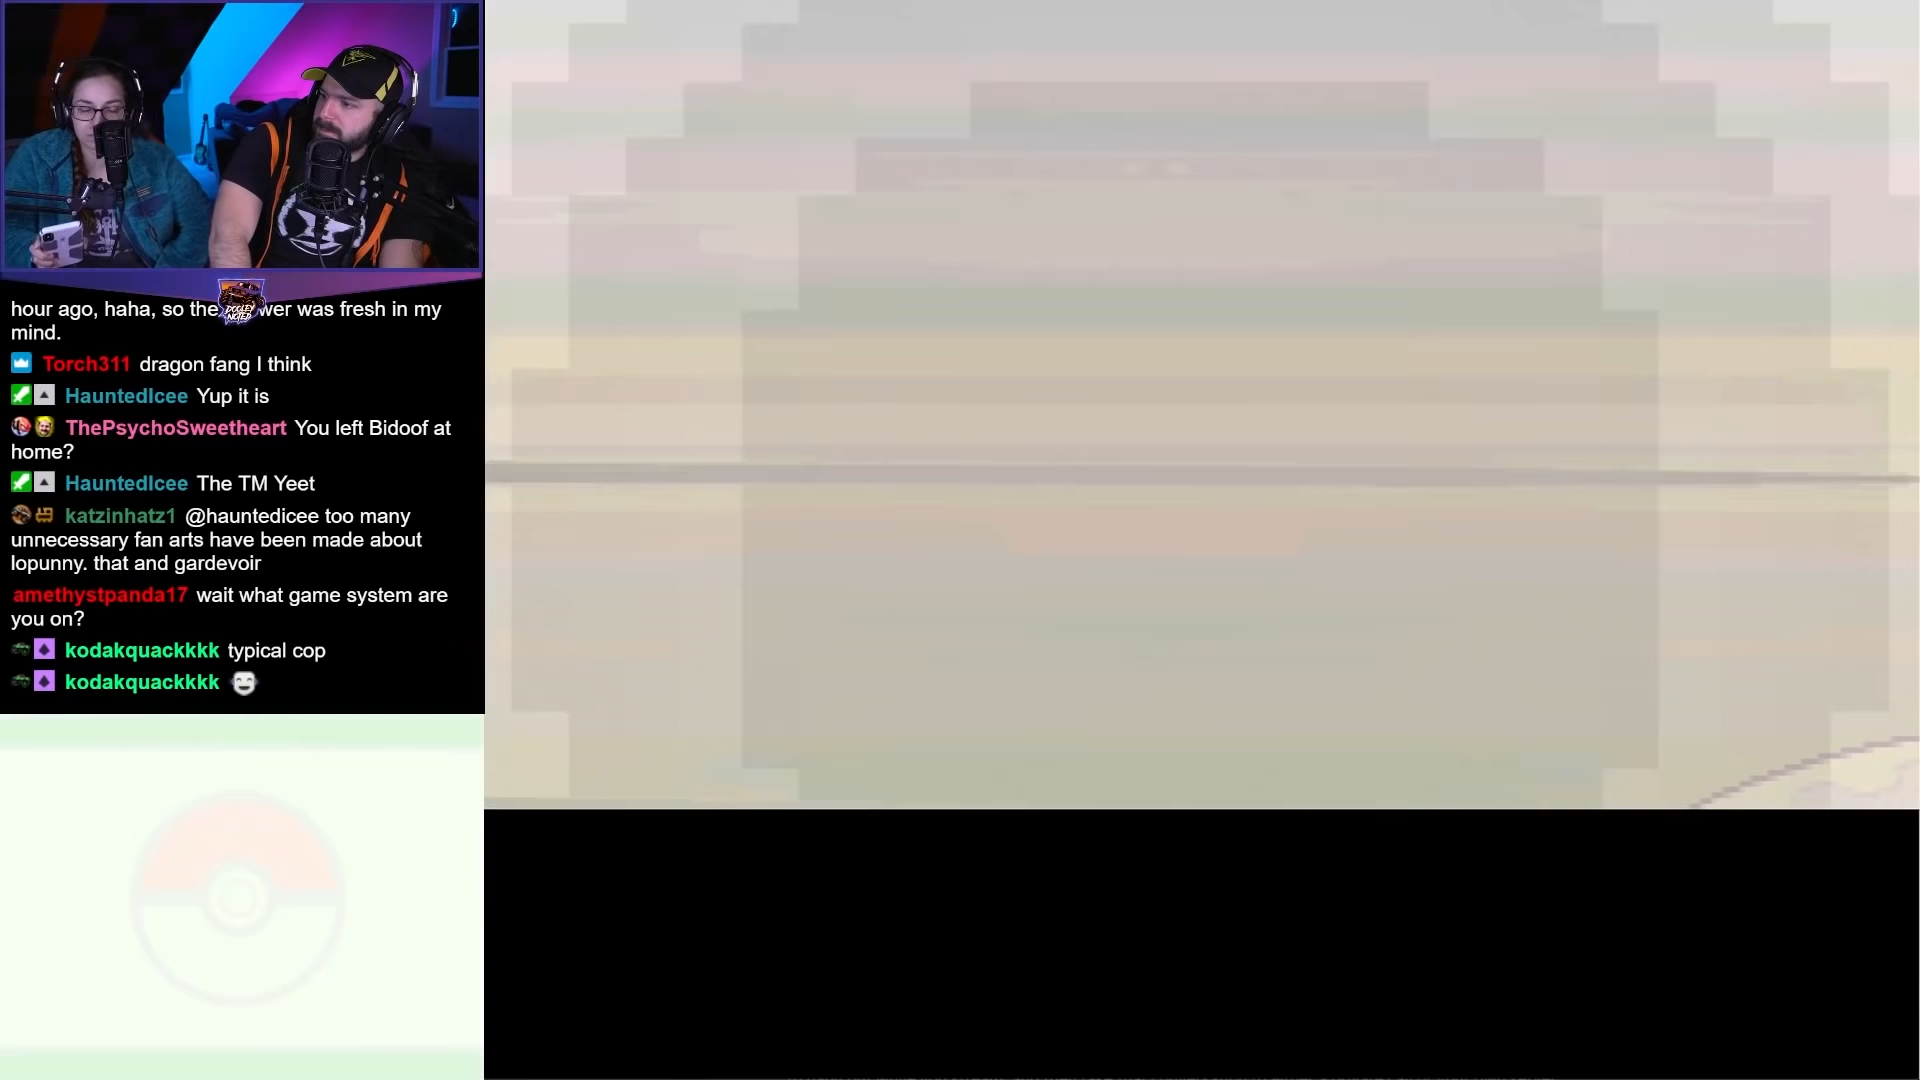 hour ago, haha, so the wer was fresh in my
mind.
Torch311 dragon fang I think
HauntedIcee Yup it is
ThePsychoSweetheart You left Bidoof at
home?
HauntedIcee The TM Yeet
katzinhatz1 @hauntedicee too many
unnecessary fan arts have been made about
lopunny. that and gardevoir
amethystpanda17 wait what game system are
you on?
kodakquackkkk typical cop
kodakquackkkk
DOOLEY
NOTED